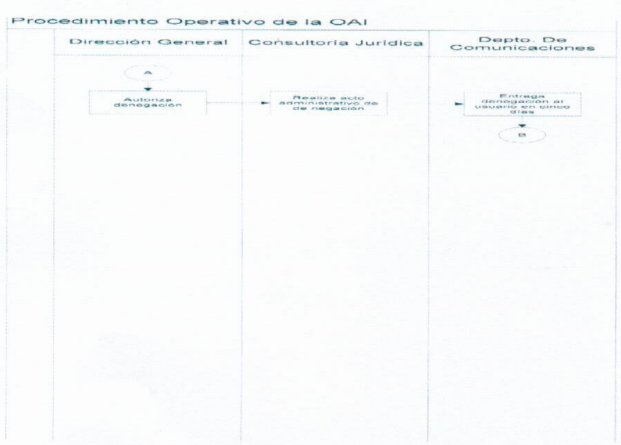 Procedimiento Operativo de la OAI
Dirección General
Consultoría Jurídica
Depto. De
Comunicaciones
A
Autoriza
denegación
Realiza acto
administrativo de
de negación
Entrega
denegación al
usuario en cinco
días
B